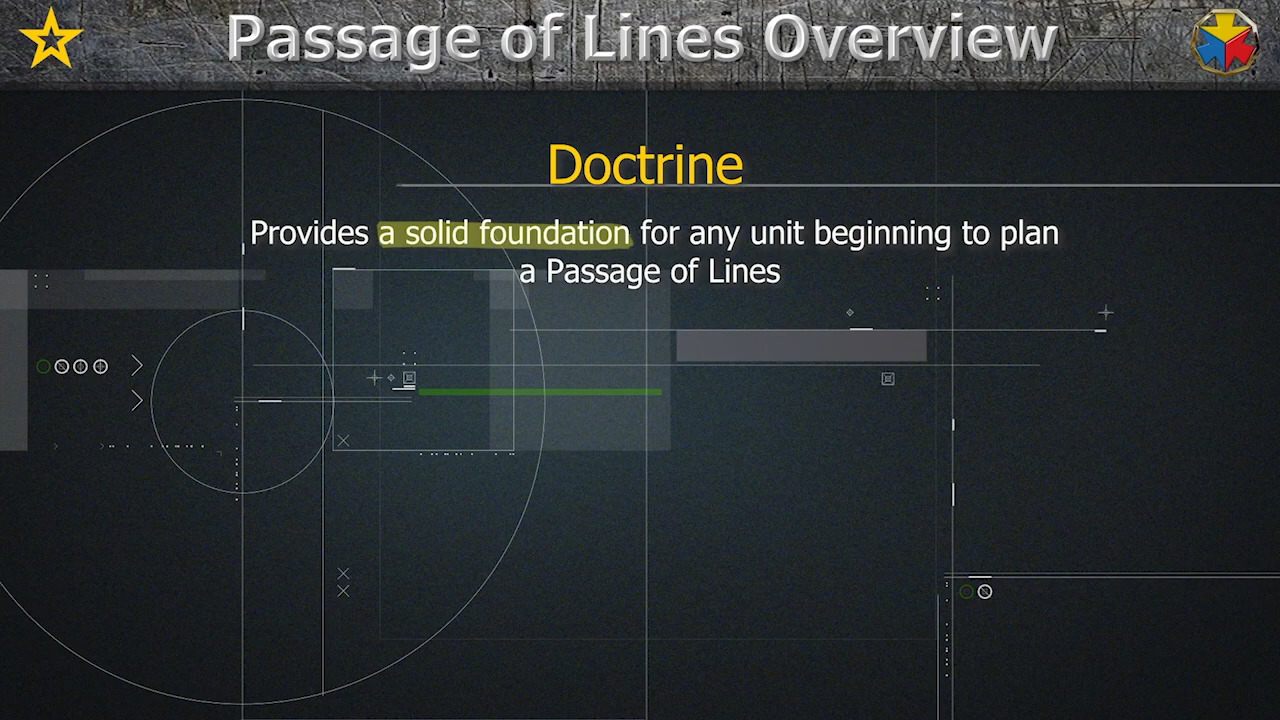 Passage of Lines Overview
Doctrine
Provides a solid foundation for any unit beginning to plan
a Passage of Lines